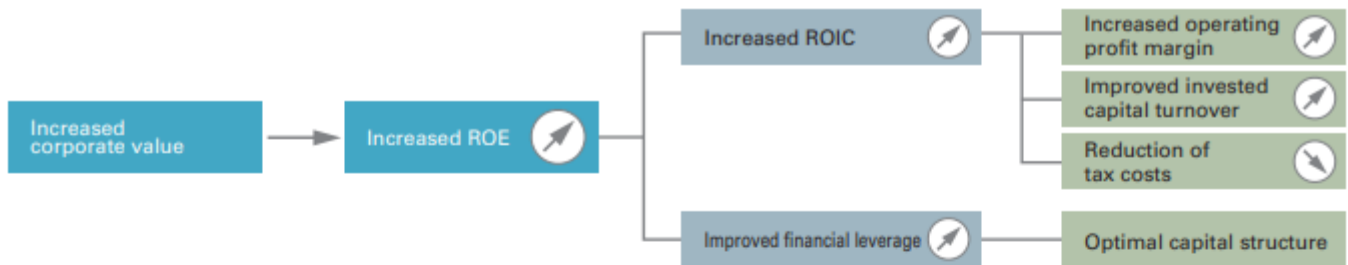 Increased
corporate value
Increased ROE
Increased ROIC
Improved financial leverage
Increased operating
profit margin
Improved invested
capital turnover
Reduction of
tax costs
Optimal capital structure